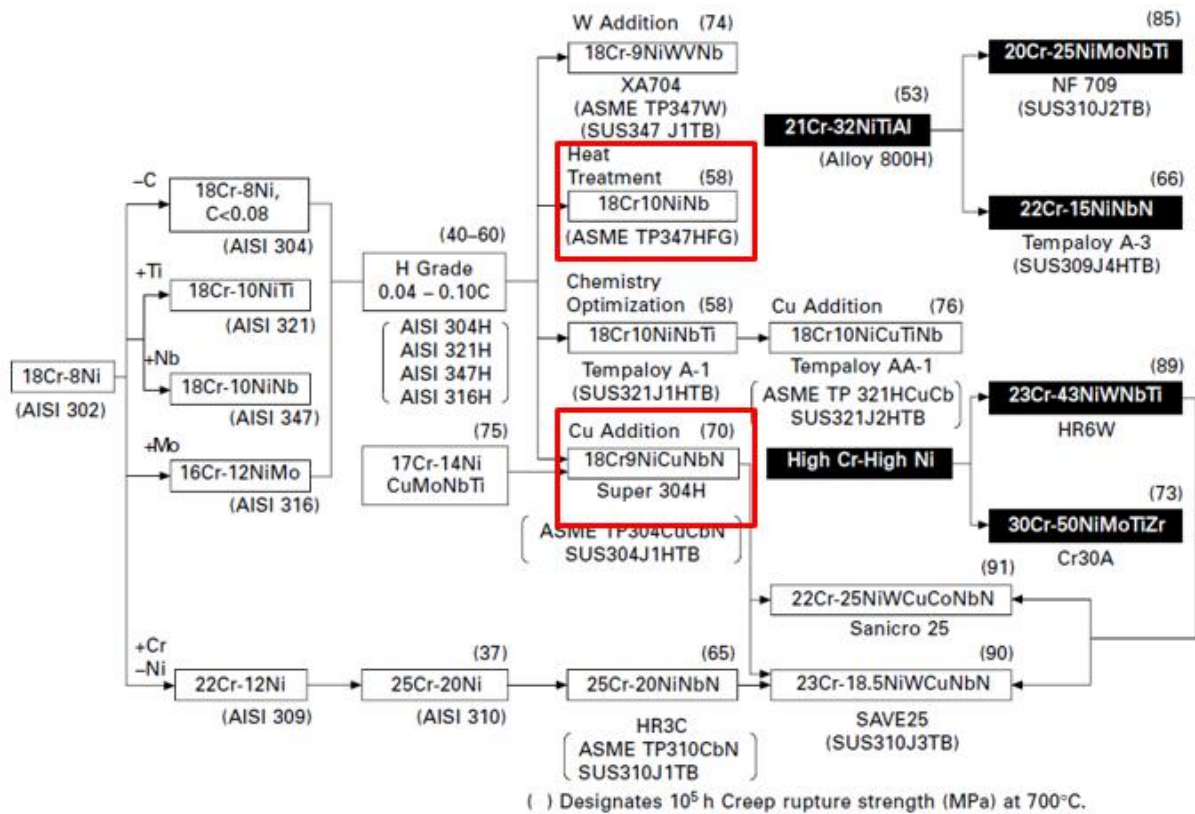 W Addition (74)
18Cr-9NiWVNb
XA704
(ASME TP347W)
(SUS347 J1TB)
Heat
Treatment (58)
18Cr10NiNb
(ASME TP347HFG)
(85)
20Cr-25NiMoNbTi
NF 709
(SUS310J2TB)
(53)
21Cr-32NiTiAl
(Alloy 800H)
(66)
22Cr-15NiNbN
Tempaloy A-3
(SUS309J4HTB)
–C
18Cr-8Ni,
C<0.08
(AISI 304)
+Ti
18Cr-10NiTi
(AISI 321)
+Nb
18Cr-10NiNb
(AISI 347)
18Cr-8Ni
(AISI 302)
+Mo
16Cr-12NiMo
(AISI 316)
(40–60)
H Grade
0.04 – 0.10C
AISI 304H
AISI 321H
AISI 347H
AISI 316H
Chemistry
Optimization (58)
18Cr10NiNbTi
Tempaloy A-1
(SUS321J1HTB)
Cu Addition (76)
18Cr10NiCuTiNb
Tempaloy AA-1
ASME TP 321HCuCb
SUS321J2HTB
(75)
17Cr-14Ni
CuMoNbTi
Cu Addition (70)
18Cr9NiCuNbN
Super 304H
ASME TP304CuCbN
SUS304J1HTB
(89)
23Cr-43NiWNbTi
HR6W
High Cr-High Ni
(73)
30Cr-50NiMoTiZr
Cr30A
(91)
22Cr-25NiWCuCoNbN
Sanicro 25
+Cr
–Ni
22Cr-12Ni
(AISI 309)
(37)
25Cr-20Ni
(AISI 310)
(65)
25Cr-20NiNbN
HR3C
ASME TP310CbN
SUS310J1TB
(90)
23Cr-18.5NiWCuNbN
SAVE25
(SUS310J3TB)
( ) Designates 10⁵ h Creep rupture strength (MPa) at 700°C.